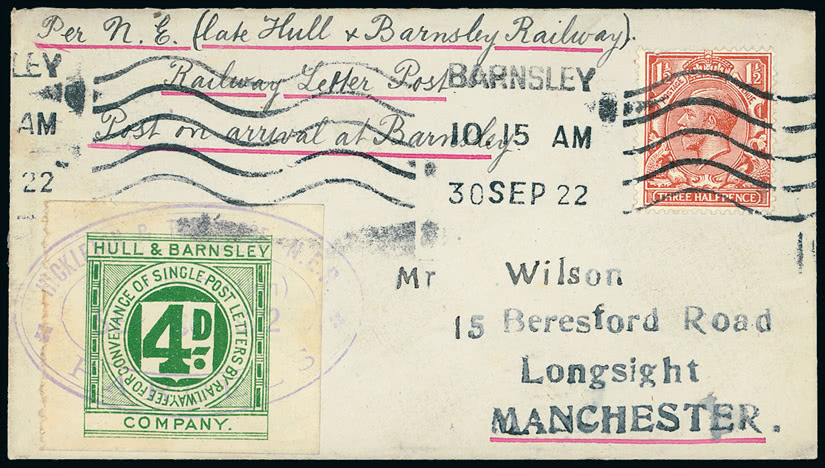 Per N.E. (late Hull & Barnsley Railway).
Railway Letter Post
Post on arrival at Barnsley
LEY
AM
22
BARNSLEY
10.15 AM
30 SEP 22
1½ 1½
THREE HALFPENCE
HULL & BARNSLEY
CONVEYANCE OF SINGLE POST LETTERS BY RAILWAY FEE FOR
4D
COMPANY.
Mr Wilson
15 Beresford Road
Longsight
MANCHESTER.